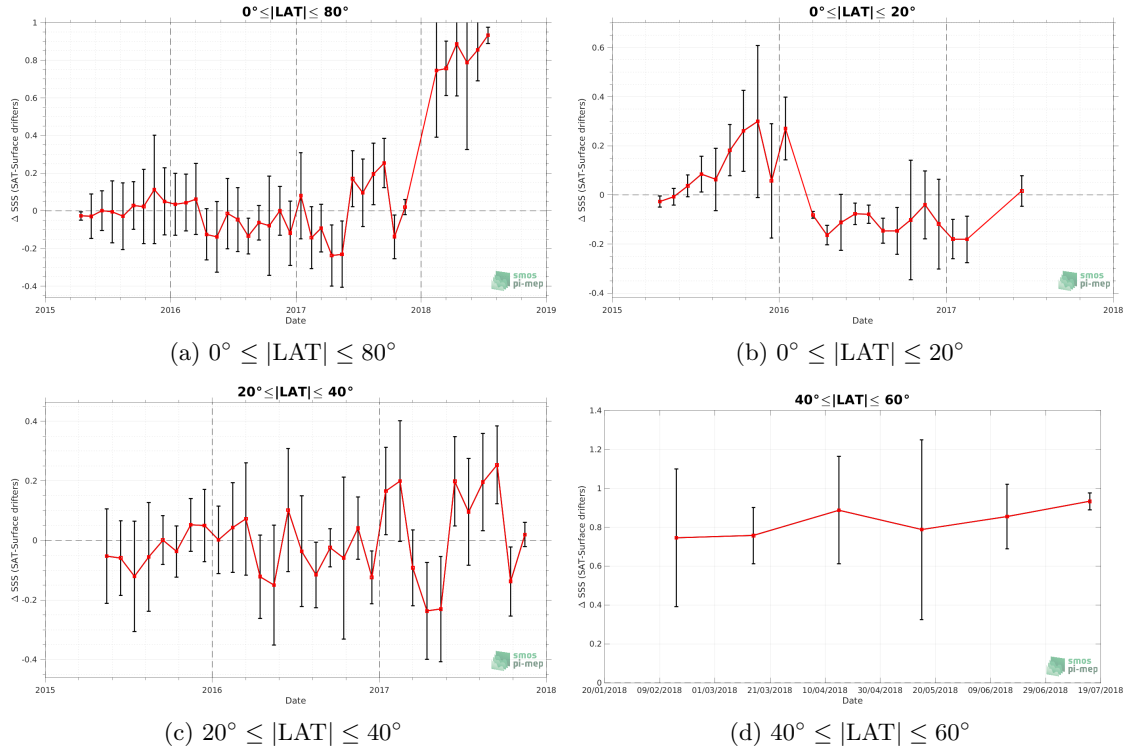 0°≤|LAT|≤ 80°
Δ SSS (SAT-Surface drifters)
1
0.8
0.6
0.4
0.2
0
-0.2
-0.4
2015 2016 2017 2018 2019
Date
smos
pi-mep
(a) 0° ≤ |LAT| ≤ 80°
0°≤|LAT|≤ 20°
Δ SSS (SAT-Surface drifters)
0.6
0.4
0.2
0
-0.2
-0.4
2015 2016 2017 2018
Date
smos
pi-mep
(b) 0° ≤ |LAT| ≤ 20°
20°≤|LAT|≤ 40°
Δ SSS (SAT-Surface drifters)
0.4
0.2
0
-0.2
-0.4
2015 2016 2017 2018
Date
smos
pi-mep
(c) 20° ≤ |LAT| ≤ 40°
40°≤|LAT|≤ 60°
Δ SSS (SAT-Surface drifters)
1.4
1.2
1
0.8
0.6
0.4
0.2
0
20/01/2018 09/02/2018 01/03/2018 21/03/2018 10/04/2018 30/04/2018 20/05/2018 09/06/2018 29/06/2018 19/07/2018
Date
smos
pi-mep
(d) 40° ≤ |LAT| ≤ 60°